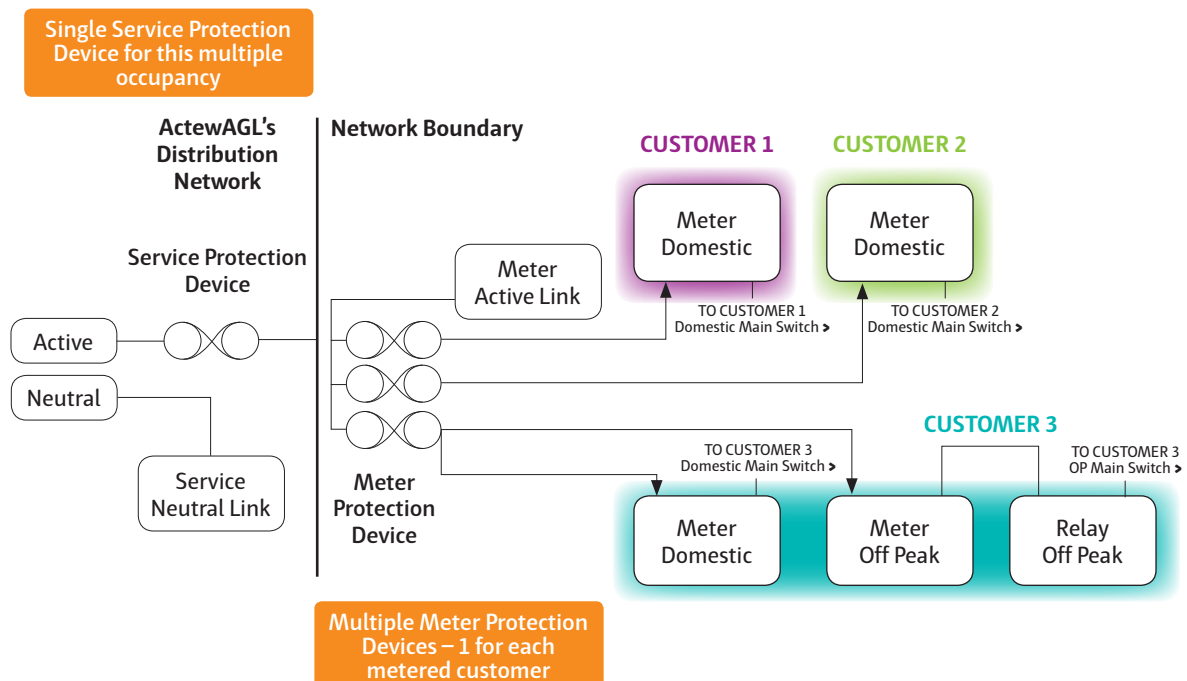 Single Service Protection
Device for this multiple
occupancy
ActewAGL's
Distribution
Network
Network Boundary
CUSTOMER 1
CUSTOMER 2
Meter
Domestic
Meter
Domestic
Service Protection
Device
Meter
Active Link
TO CUSTOMER 1
Domestic Main Switch >
TO CUSTOMER 2
Domestic Main Switch >
Active
Neutral
CUSTOMER 3
TO CUSTOMER 3
Domestic Main Switch >
TO CUSTOMER 3
OP Main Switch >
Service
Neutral Link
Meter
Protection
Device
Meter
Domestic
Meter
Off Peak
Relay
Off Peak
Multiple Meter Protection
Devices – 1 for each
metered customer